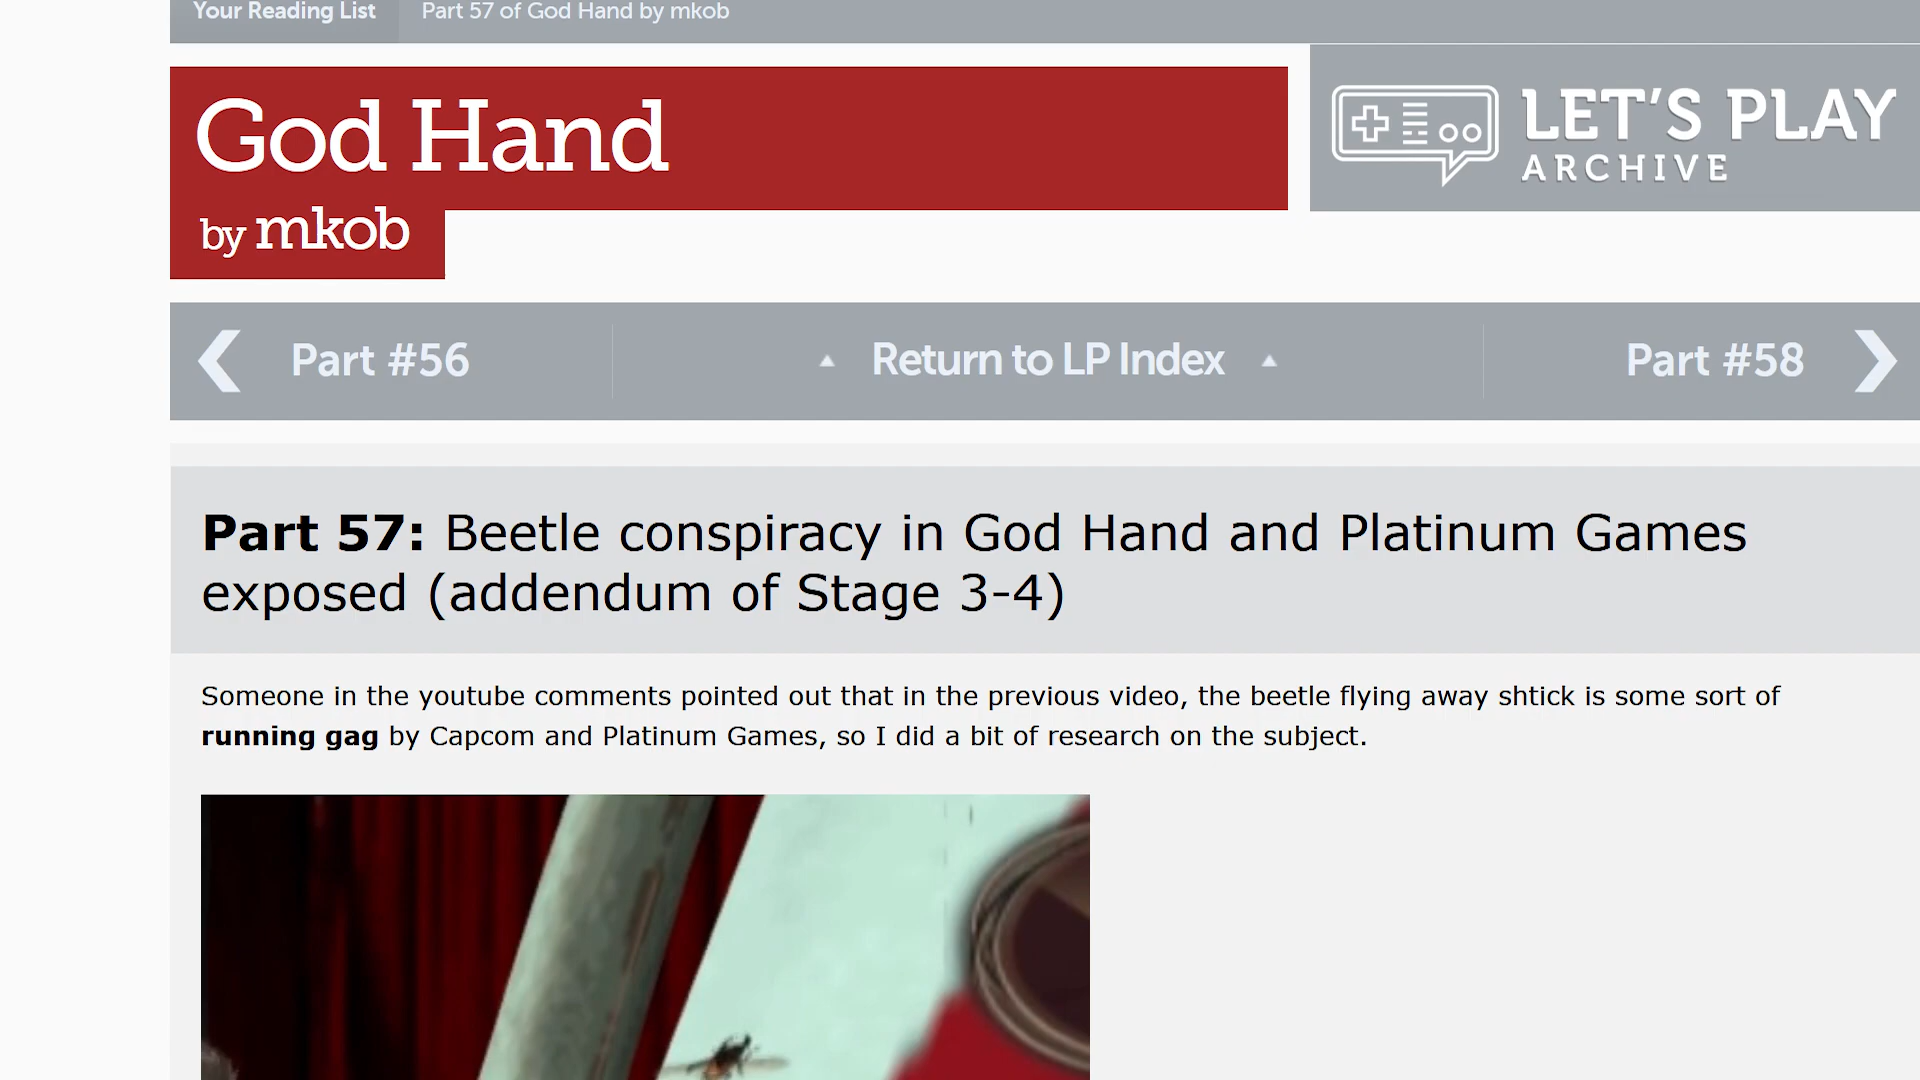 Your Reading List Part 57 of God Hand by mkob
God Hand
by mkob
LET'S PLAY
ARCHIVE
Part #56 Return to LP Index Part #58
Part 57: Beetle conspiracy in God Hand and Platinum Games
exposed (addendum of Stage 3-4)
Someone in the youtube comments pointed out that in the previous video, the beetle flying away shtick is some sort of
running gag by Capcom and Platinum Games, so I did a bit of research on the subject.